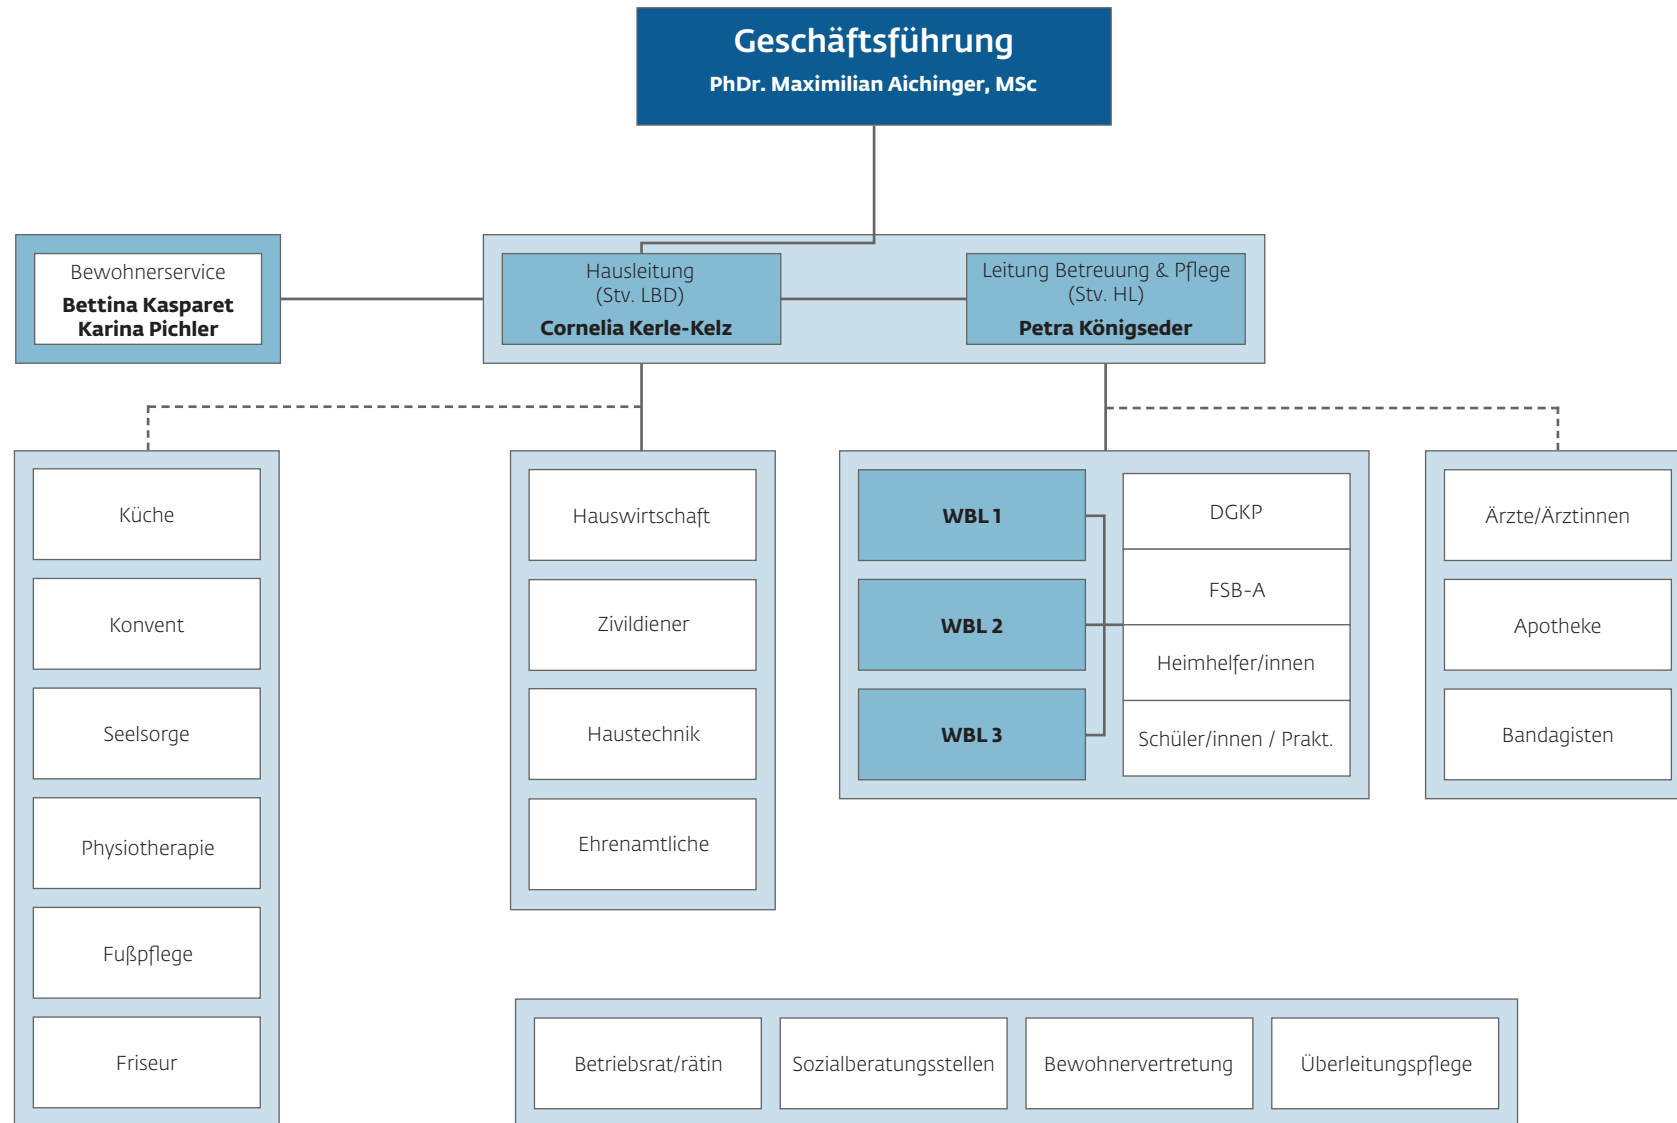 Geschäftsführung
PhDr. Maximilian Aichinger, MSc
Bewohnerservice
Bettina Kasparet
Karina Pichler
Hausleitung
(Stv. LBD)
Cornelia Kerle-Kelz
Leitung Betreuung & Pflege
(Stv. HL)
Petra Königseder
Küche
Konvent
Seelsorge
Physiotherapie
Fußpflege
Friseur
Hauswirtschaft
Zivildiener
Haustechnik
Ehrenamtliche
WBL 1
WBL 2
WBL 3
DGKP
FSB-A
Heimhelfer/innen
Schüler/innen / Prakt.
Ärzte/Ärztinnen
Apotheke
Bandagisten
Betriebsrat/rätin
Sozialberatungsstellen
Bewohnervertretung
Überleitungspflege